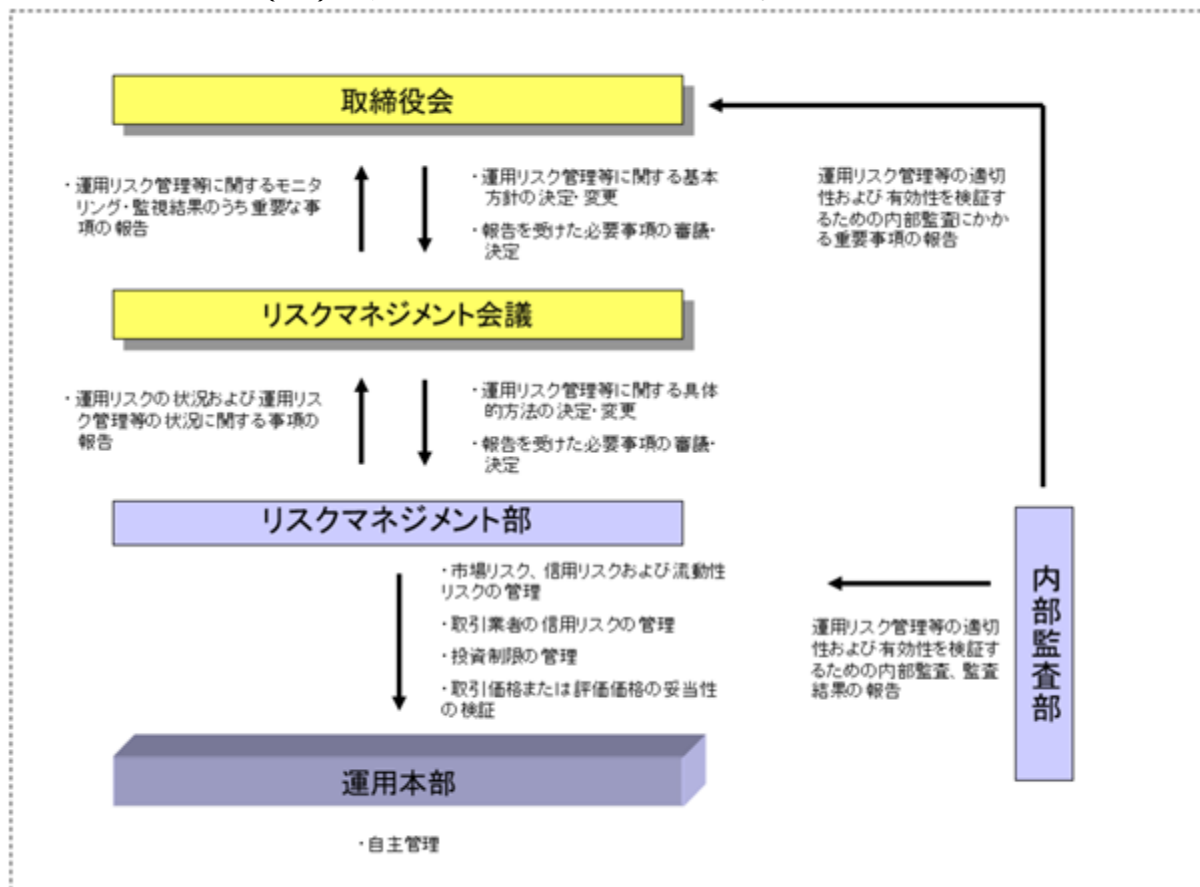 取締役会
・運用リスク管理等に関するモニタ
リング・監視結果のうち重要な事
項の報告
・運用リスク管理等に関する基本
方針の決定・変更
・報告を受けた必要事項の審議・
決定
運用リスク管理等の適切
性および有効性を検証す
るための内部監査にかか
る重要事項の報告
リスクマネジメント会議
・運用リスクの状況および運用リス
ク管理等の状況に関する事項の
報告
・運用リスク管理等に関する具体
的方法の決定・変更
・報告を受けた必要事項の審議・
決定
リスクマネジメント部
・市場リスク、信用リスクおよび流動性
リスクの管理
・取引業者の信用リスクの管理
・投資制限の管理
・取引価格または評価価格の妥当性
の検証
運用リスク管理等の適切
性および有効性を検証す
るための内部監査、監査
結果の報告
内部監査部
運用本部
・自主管理